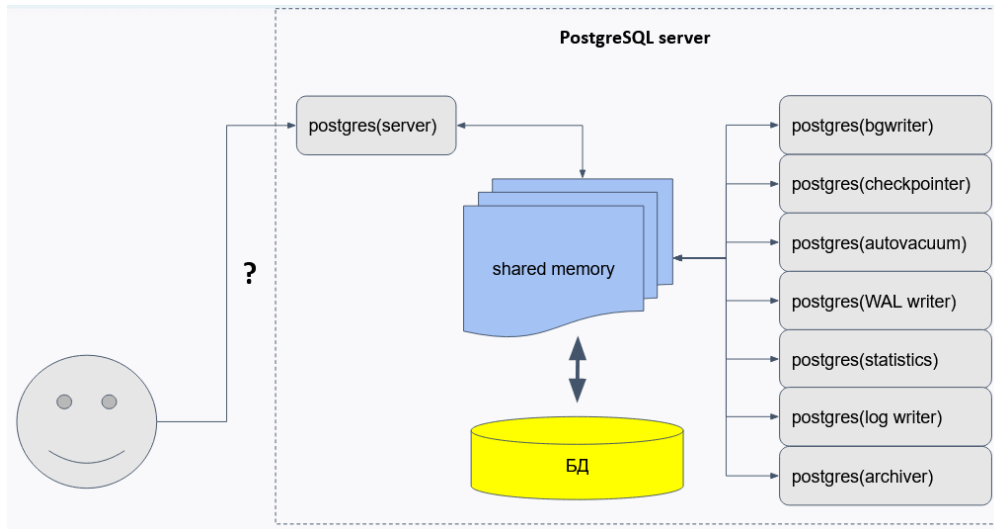 PostgreSQL server
postgres(server)
postgres(bgwriter)
postgres(checkpointer)
postgres(autovacuum)
shared memory
?
postgres(WAL writer)
postgres(statistics)
postgres(log writer)
БД
postgres(archiver)